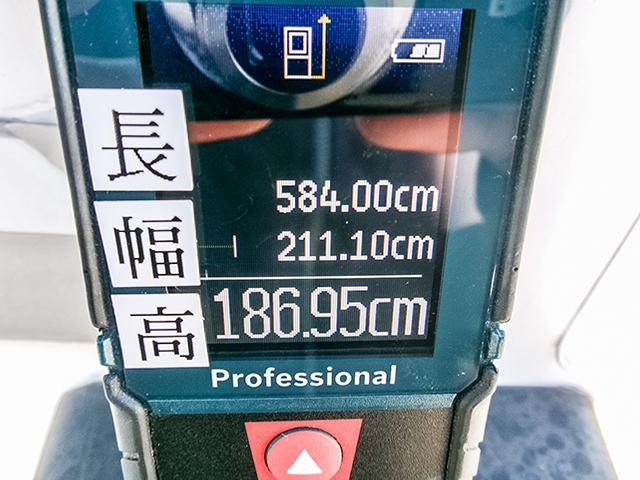 長 584.00cm
幅 211.10cm
高 186.95cm
Professional